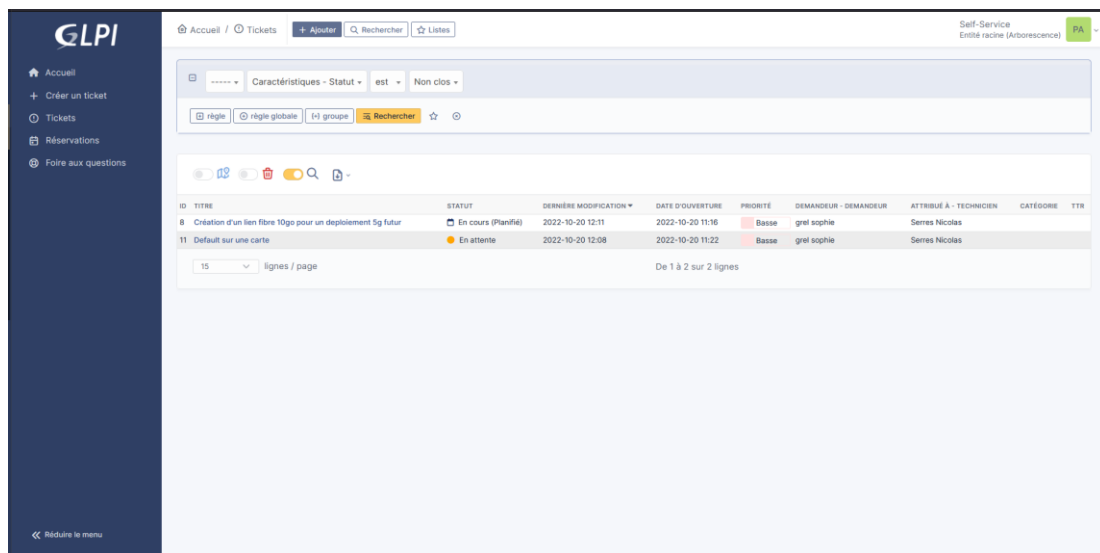 GLPI
Accueil / Tickets + Ajouter Rechercher Listes
Self-Service
Entité racine (Arborescence)
PA
Accueil
+ Créer un ticket
Tickets
Réservations
Foire aux questions
----- Caractéristiques - Statut est Non clos
règle règle globale groupe Rechercher
ID TITRE STATUT DERNIÈRE MODIFICATION DATE D'OUVERTURE PRIORITÉ DEMANDEUR - DEMANDEUR ATTRIBUÉ À - TECHNICIEN CATÉGORIE TTR
8 Création d'un lien fibre 10go pour un deploiement 5g futur En cours (Planifié) 2022-10-20 12:11 2022-10-20 11:16 Basse grel sophie Serres Nicolas
11 Default sur une carte En attente 2022-10-20 12:08 2022-10-20 11:22 Basse grel sophie Serres Nicolas
15 lignes / page De 1 à 2 sur 2 lignes
Réduire le menu